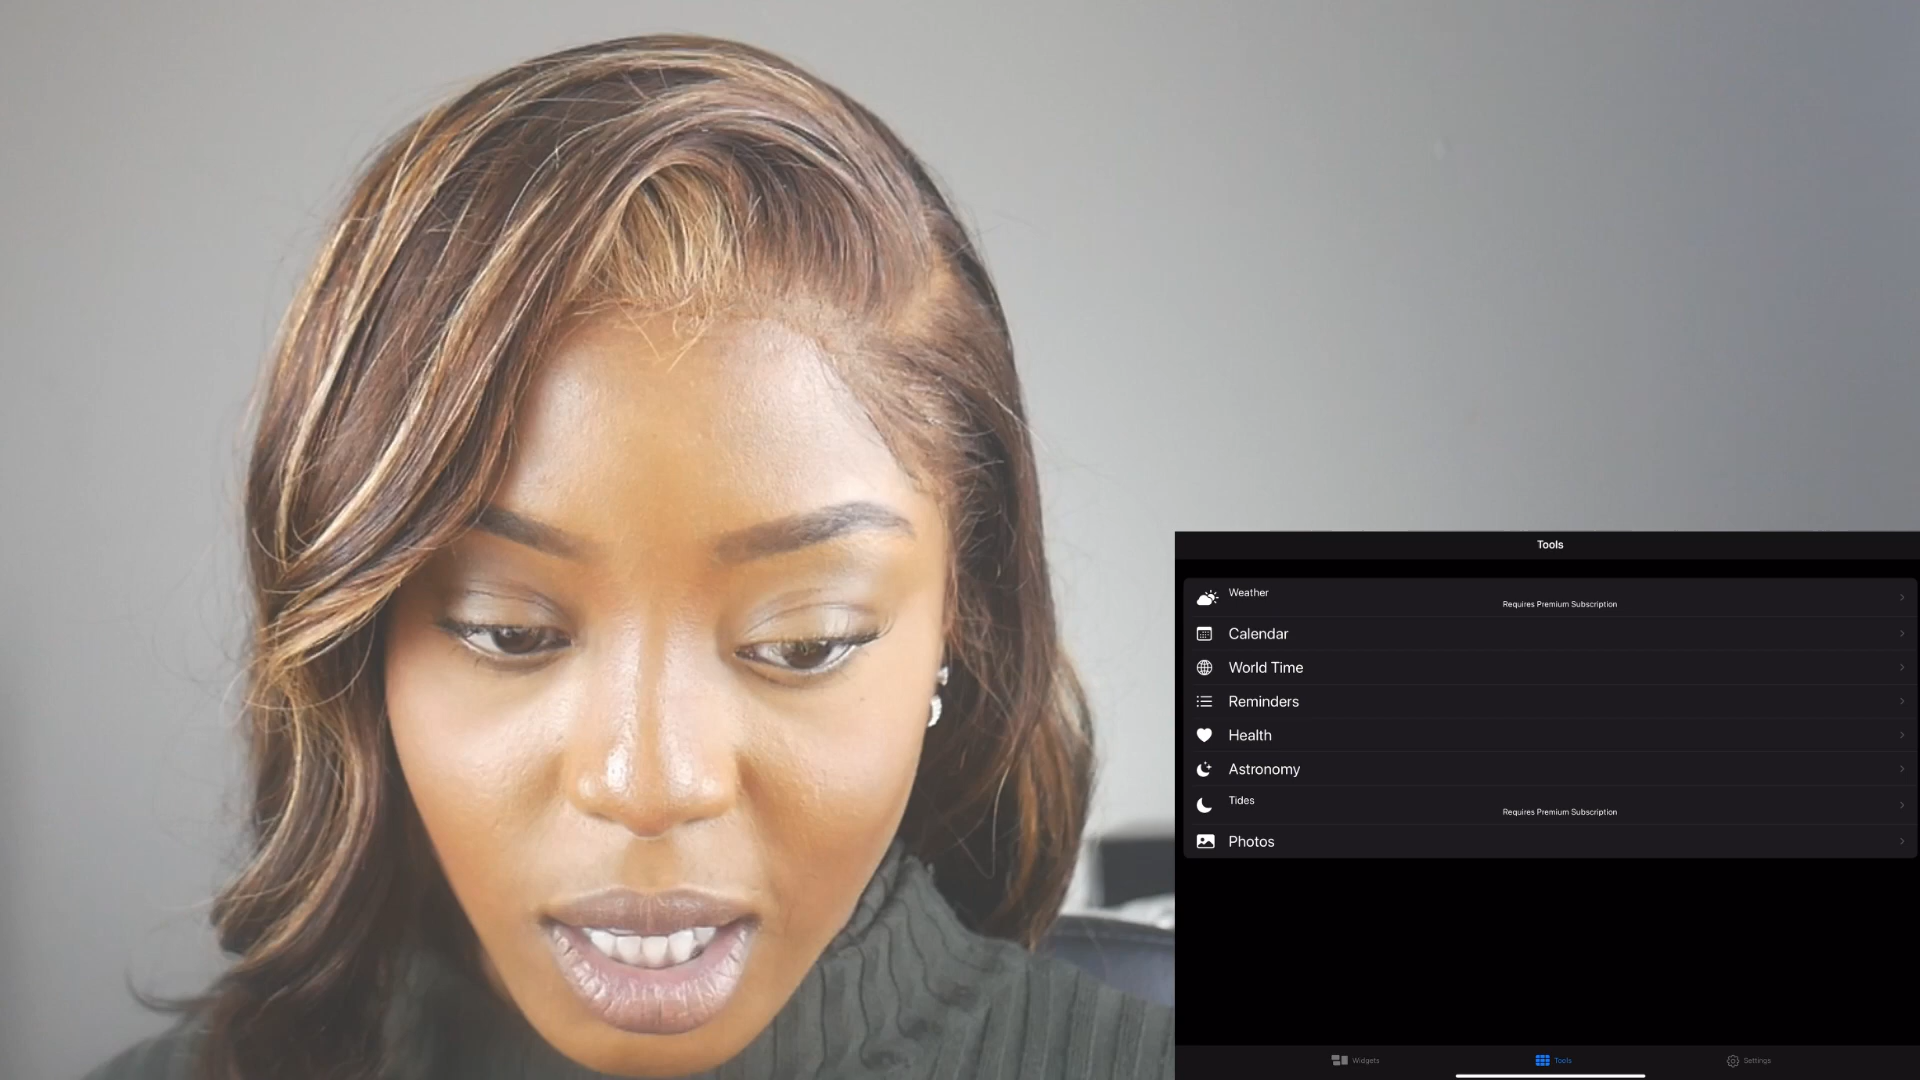 Tools
Weather
Requires Premium Subscription
Calendar
World Time
Reminders
Health
Astronomy
Tides
Requires Premium Subscription
Photos
Widgets
Tools
Settings